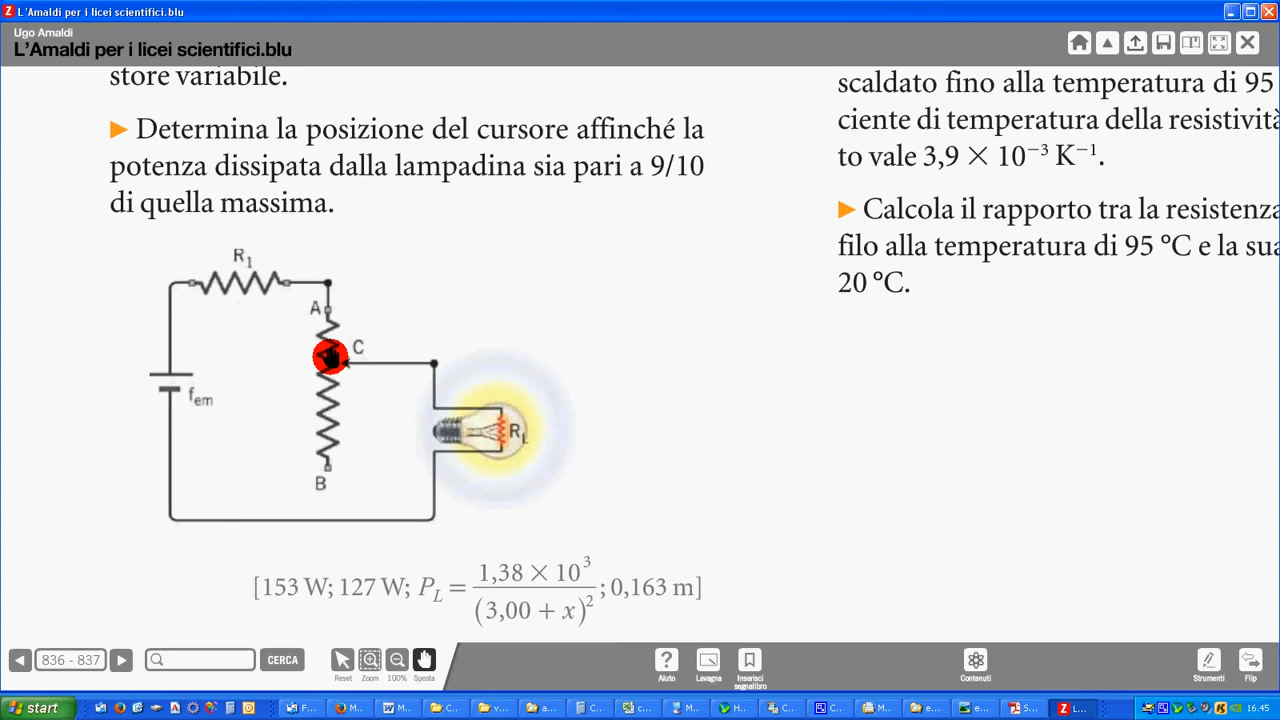 L'Amaldi per i licei scientifici.blu
Ugo Amaldi
L'Amaldi per i licei scientifici.blu
store variabile.
► Determina la posizione del cursore affinché la
potenza dissipata dalla lampadina sia pari a 9/10
di quella massima.
R1
A
C
fem
RL
B
[153 W; 127 W; PL = 1,38 × 10³ / (3,00 + x)² ; 0,163 m]
scaldato fino alla temperatura di 95
ciente di temperatura della resistività
to vale 3,9 × 10⁻³ K⁻¹.
► Calcola il rapporto tra la resistenza
filo alla temperatura di 95 °C e la sua
20 °C.
836 - 837
CERCA
Reset
Zoom
100%
Sposta
Aiuto
Lavagna
Inserisci
segnalibro
Contenuti
Strumenti
Flip
start
F...
M...
M...
C...
v...
a...
C...
c...
M...
C...
C...
M...
e...
e...
S...
L...
16.45